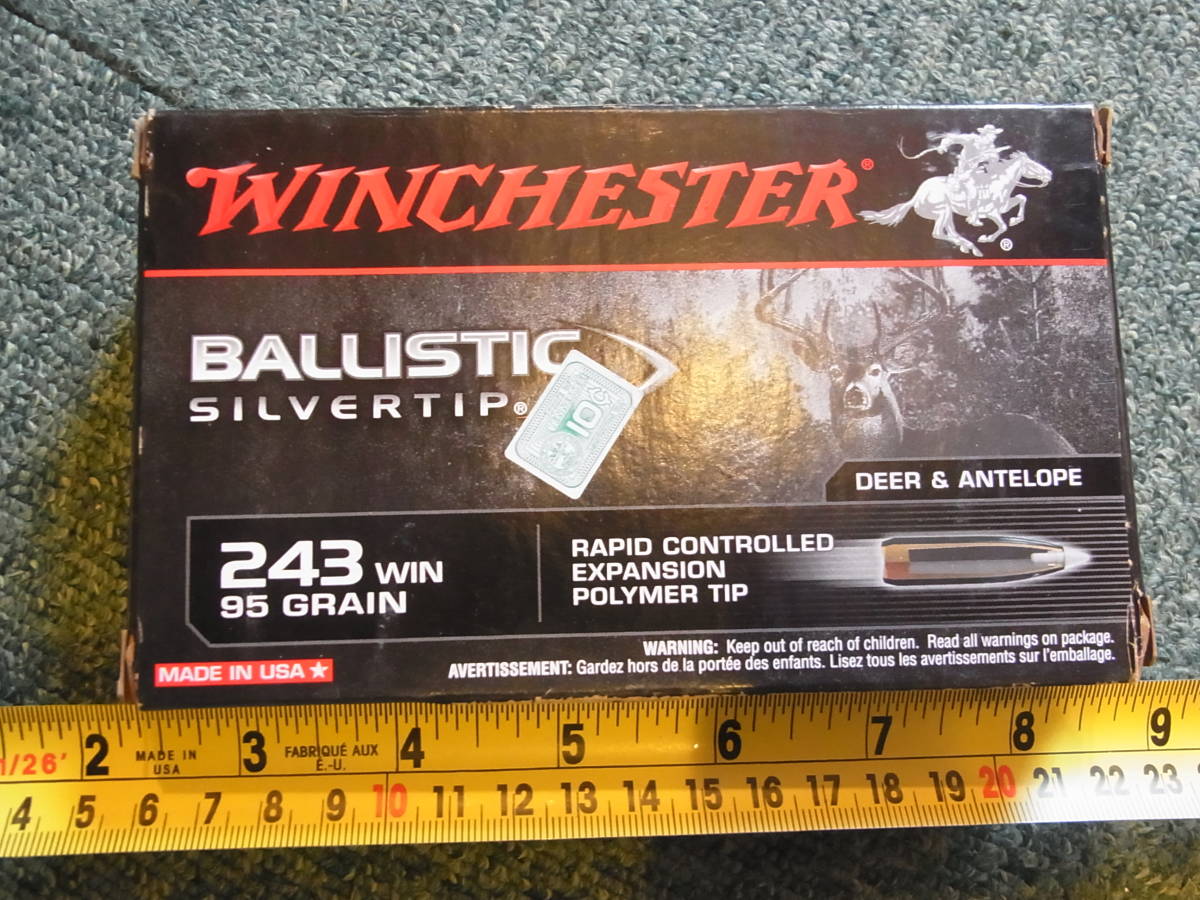 WINCHESTER®
®
BALLISTIC
SILVERTIP®
10
DEER & ANTELOPE
243 WIN
95 GRAIN
RAPID CONTROLLED
EXPANSION
POLYMER TIP
WARNING: Keep out of reach of children. Read all warnings on package.
AVERTISSEMENT: Gardez hors de la portée des enfants. Lisez tous les avertissements sur l'emballage.
MADE IN USA
2 3 4 5 6 7 8 9
1/26'
MADE IN
USA
FABRIQUÉ AUX
É.-U.
4 5 6 7 8 9 10 11 12 13 14 15 16 17 18 19 20 21 22 23